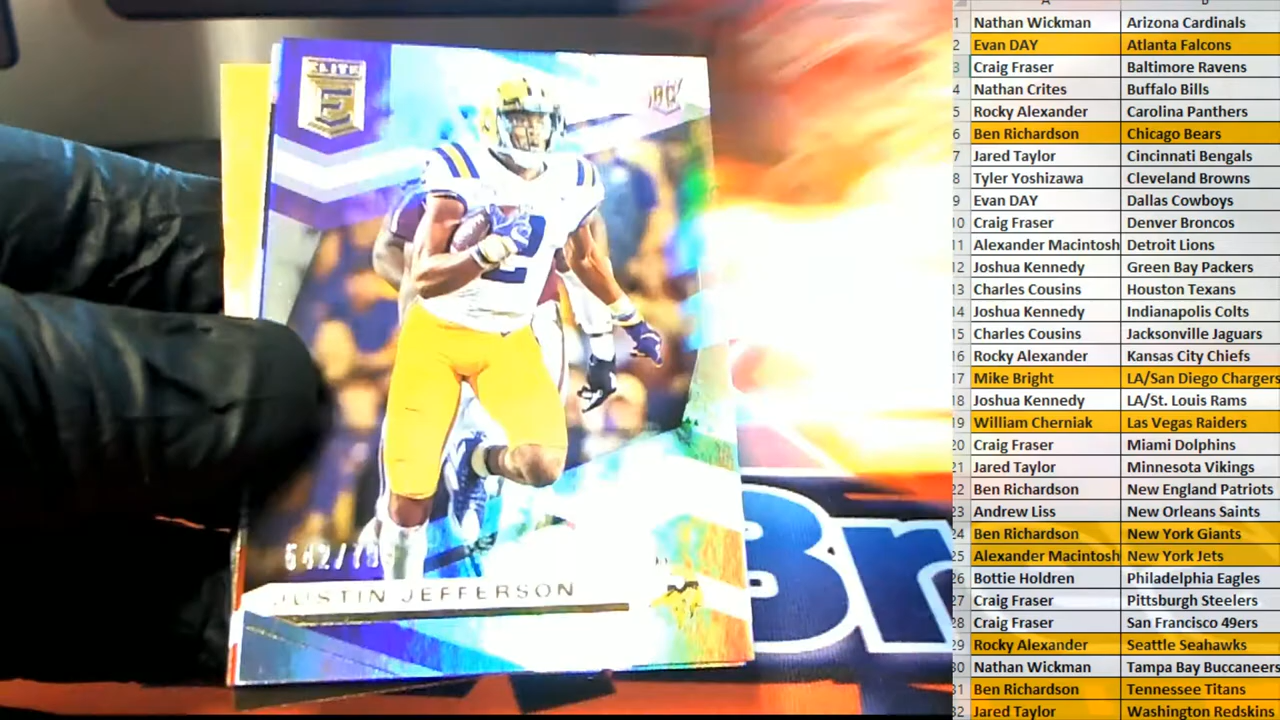 ELITE
E
RC
2
542/799
JUSTIN JEFFERSON
Br
A B
1 Nathan Wickman Arizona Cardinals
2 Evan DAY Atlanta Falcons
3 Craig Fraser Baltimore Ravens
4 Nathan Crites Buffalo Bills
5 Rocky Alexander Carolina Panthers
6 Ben Richardson Chicago Bears
7 Jared Taylor Cincinnati Bengals
8 Tyler Yoshizawa Cleveland Browns
9 Evan DAY Dallas Cowboys
10 Craig Fraser Denver Broncos
11 Alexander Macintosh Detroit Lions
12 Joshua Kennedy Green Bay Packers
13 Charles Cousins Houston Texans
14 Joshua Kennedy Indianapolis Colts
15 Charles Cousins Jacksonville Jaguars
16 Rocky Alexander Kansas City Chiefs
17 Mike Bright LA/San Diego Chargers
18 Joshua Kennedy LA/St. Louis Rams
19 William Cherniak Las Vegas Raiders
20 Craig Fraser Miami Dolphins
21 Jared Taylor Minnesota Vikings
22 Ben Richardson New England Patriots
23 Andrew Liss New Orleans Saints
24 Ben Richardson New York Giants
25 Alexander Macintosh New York Jets
26 Bottie Holdren Philadelphia Eagles
27 Craig Fraser Pittsburgh Steelers
28 Craig Fraser San Francisco 49ers
29 Rocky Alexander Seattle Seahawks
30 Nathan Wickman Tampa Bay Buccaneers
31 Ben Richardson Tennessee Titans
32 Jared Taylor Washington Redskins